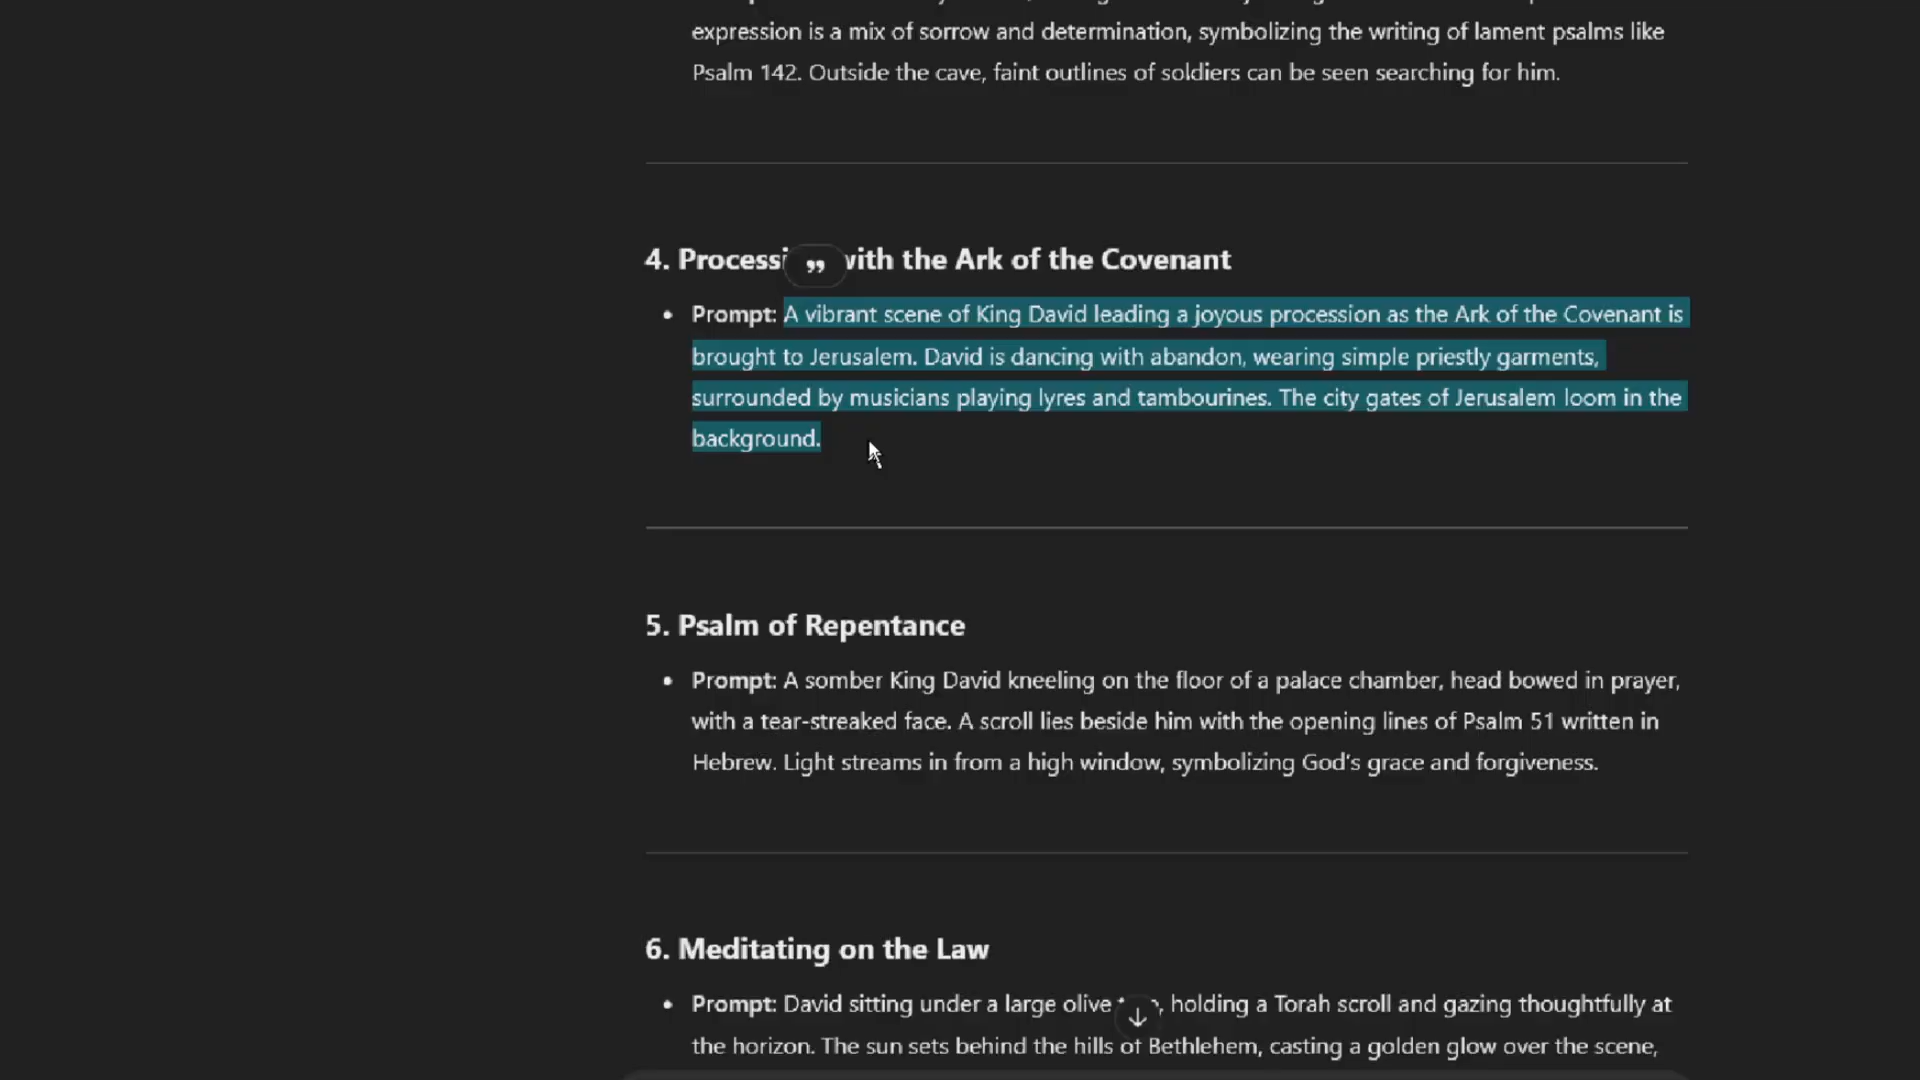 expression is a mix of sorrow and determination, symbolizing the writing of lament psalms like
Psalm 142. Outside the cave, faint outlines of soldiers can be seen searching for him.
4. with the Ark of the Covenant
• Prompt: A vibrant scene of King David leading a joyous procession as the Ark of the Covenant is
brought to Jerusalem. David is dancing with abandon, wearing simple priestly garments,
surrounded by musicians playing lyres and tambourines. The city gates of Jerusalem loom in the
background.
5. Psalm of Repentance
• Prompt: A somber King David kneeling on the floor of a palace chamber, head bowed in prayer,
with a tear-streaked face. A scroll lies beside him with the opening lines of Psalm 51 written in
Hebrew. Light streams in from a high window, symbolizing God's grace and forgiveness.
6. Meditating on the Law
• Prompt: David sitting under a large olive holding a Torah scroll and gazing thoughtfully at
the horizon. The sun sets behind the hills of Bethlehem, casting a golden glow over the scene,